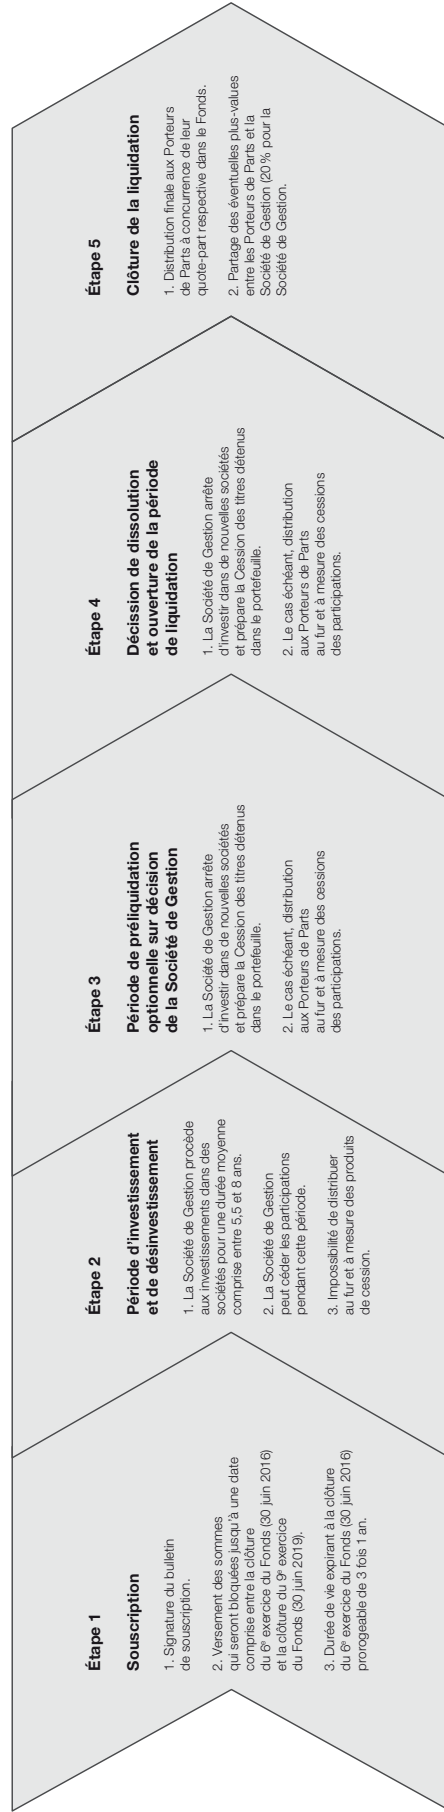 Étape 1
Souscription
1. Signature du bulletin
de souscription.
2. Versement des sommes
qui seront bloquées jusqu'à une date
comprise entre la clôture
du 6e exercice du Fonds (30 juin 2016)
et la clôture du 9e exercice
du Fonds (30 juin 2019).
3. Durée de vie expirant à la clôture
du 6e exercice du Fonds (30 juin 2016)
prorogeable de 3 fois 1 an.
Étape 2
Période d'investissement
et de désinvestissement
1. La Société de Gestion procède
aux investissements dans des
sociétés pour une durée moyenne
comprise entre 5,5 et 8 ans.
2. La Société de Gestion
peut céder les participations
pendant cette période.
3. Impossibilité de distribuer
au fur et à mesure des produits
de cession.
Étape 3
Période de préliquidation
optionnelle sur décision
de la Société de Gestion
1. La Société de Gestion arrête
d'investir dans de nouvelles sociétés
et prépare la Cession des titres détenus
dans le portefeuille.
2. Le cas échéant, distribution
aux Porteurs de Parts
au fur et à mesure des cessions
des participations.
Étape 4
Décission de dissolution
et ouverture de la période
de liquidation
1. La Société de Gestion arrête
d'investir dans de nouvelles sociétés
et prépare la Cession des titres détenus
dans le portefeuille.
2. Le cas échéant, distribution
aux Porteurs de Parts
au fur et à mesure des cessions
des participations.
Étape 5
Clôture de la liquidation
1. Distribution finale aux Porteurs
de Parts à concurrence de leur
quote-part respective dans le Fonds.
2. Partage des éventuelles plus-values
entre les Porteurs de Parts et la
Société de Gestion (20 % pour la
Société de Gestion.